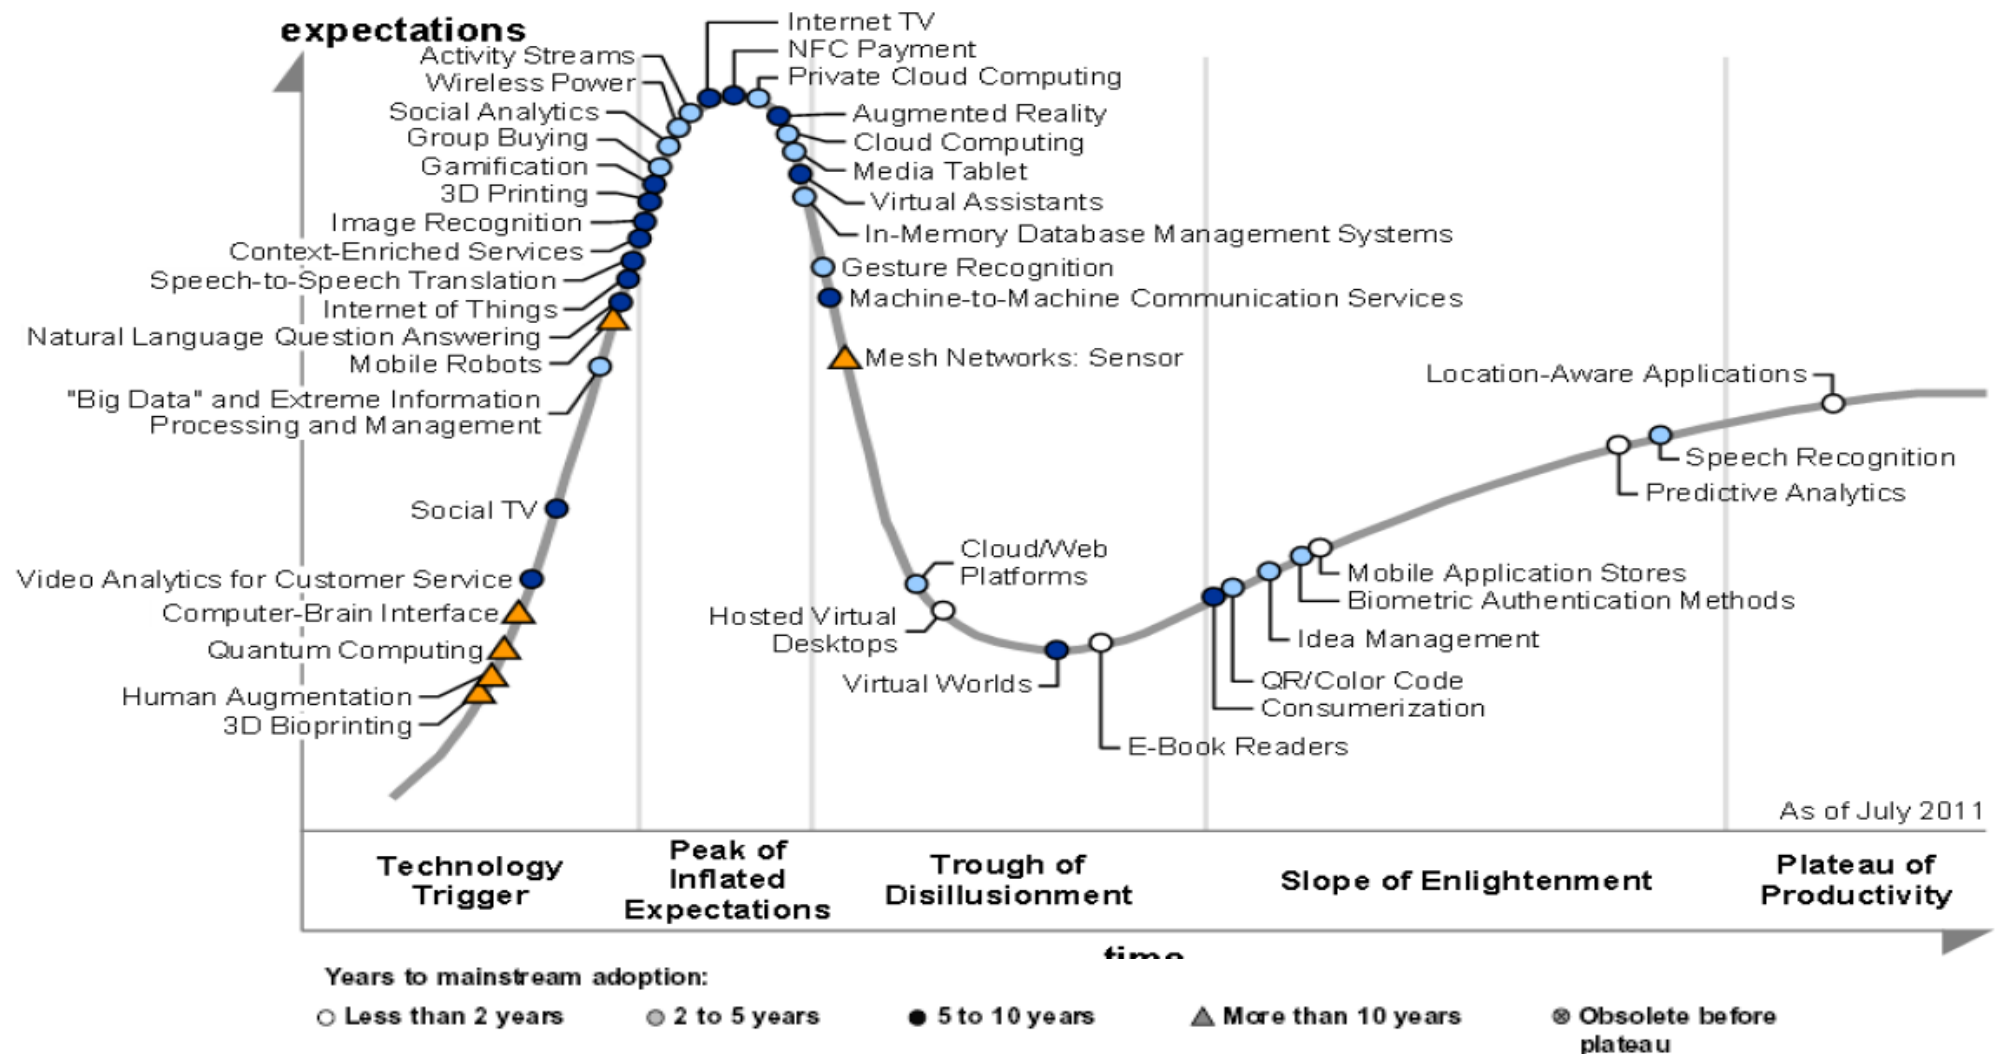 expectations
Internet TV
Activity Streams
NFC Payment
Wireless Power
Private Cloud Computing
Social Analytics
Augmented Reality
Group Buying
Cloud Computing
Gamification
Media Tablet
3D Printing
Virtual Assistants
Image Recognition
In-Memory Database Management Systems
Context-Enriched Services
Gesture Recognition
Speech-to-Speech Translation
Machine-to-Machine Communication Services
Internet of Things
Natural Language Question Answering
Mesh Networks: Sensor
Mobile Robots
Location-Aware Applications
"Big Data" and Extreme Information
Processing and Management
Speech Recognition
Predictive Analytics
Social TV
Cloud/Web
Platforms
Video Analytics for Customer Service
Mobile Application Stores
Biometric Authentication Methods
Computer-Brain Interface
Hosted Virtual
Desktops
Idea Management
Quantum Computing
Virtual Worlds
QR/Color Code
Human Augmentation
Consumerization
3D Bioprinting
E-Book Readers
As of July 2011
Technology
Trigger
Peak of
Inflated
Expectations
Trough of
Disillusionment
Slope of Enlightenment
Plateau of
Productivity
time
Years to mainstream adoption:
Less than 2 years
2 to 5 years
5 to 10 years
More than 10 years
Obsolete before
plateau